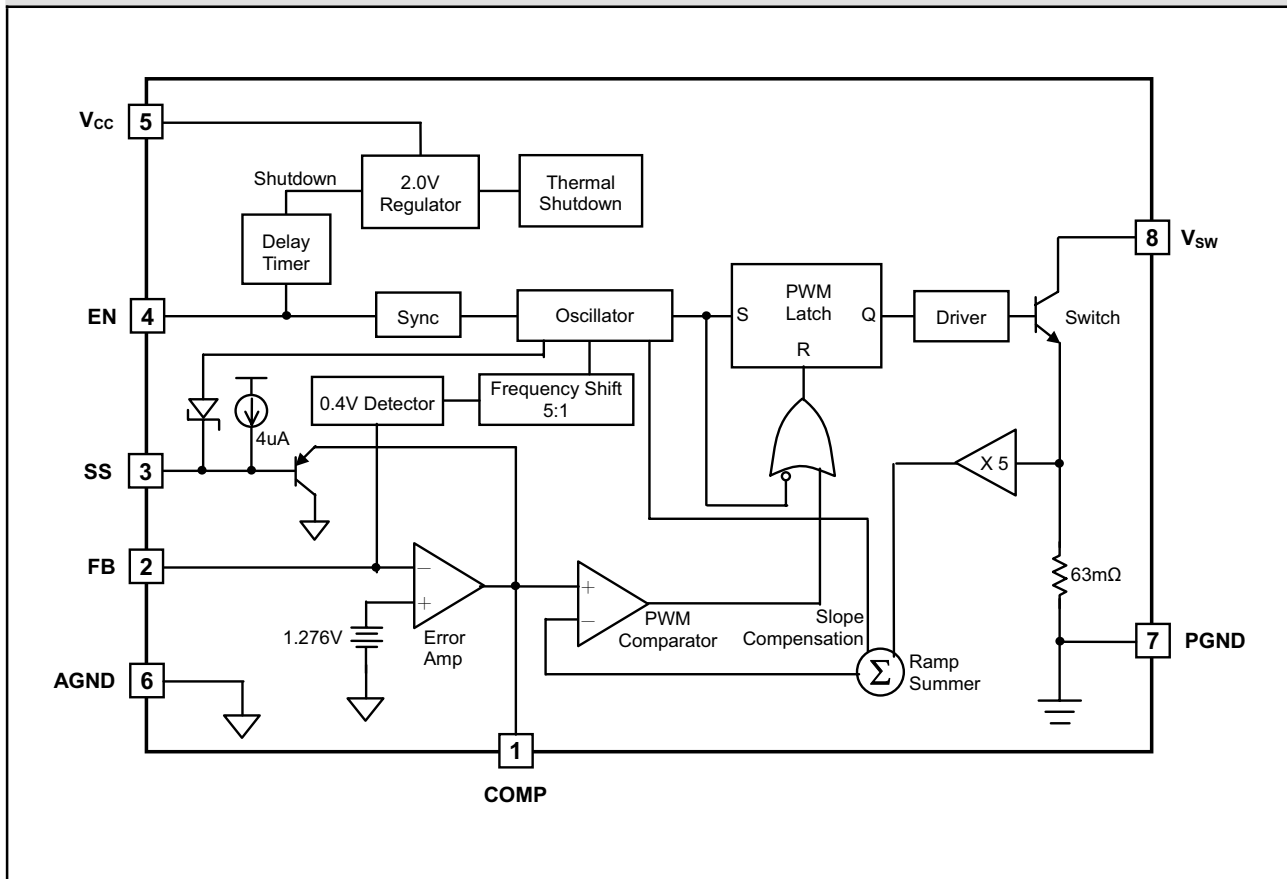 VCC
5
Shutdown
2.0V
Regulator
Thermal
Shutdown
Delay
Timer
8
VSW
EN
4
Sync
Oscillator
S
PWM
Latch
Q
R
Driver
Switch
0.4V Detector
Frequency Shift
5:1
4uA
SS
3
X 5
FB
2
−
+
1.276V
Error
Amp
+
−
PWM
Comparator
Slope
Compensation
63mΩ
Σ
Ramp
Summer
7
PGND
AGND
6
1
COMP